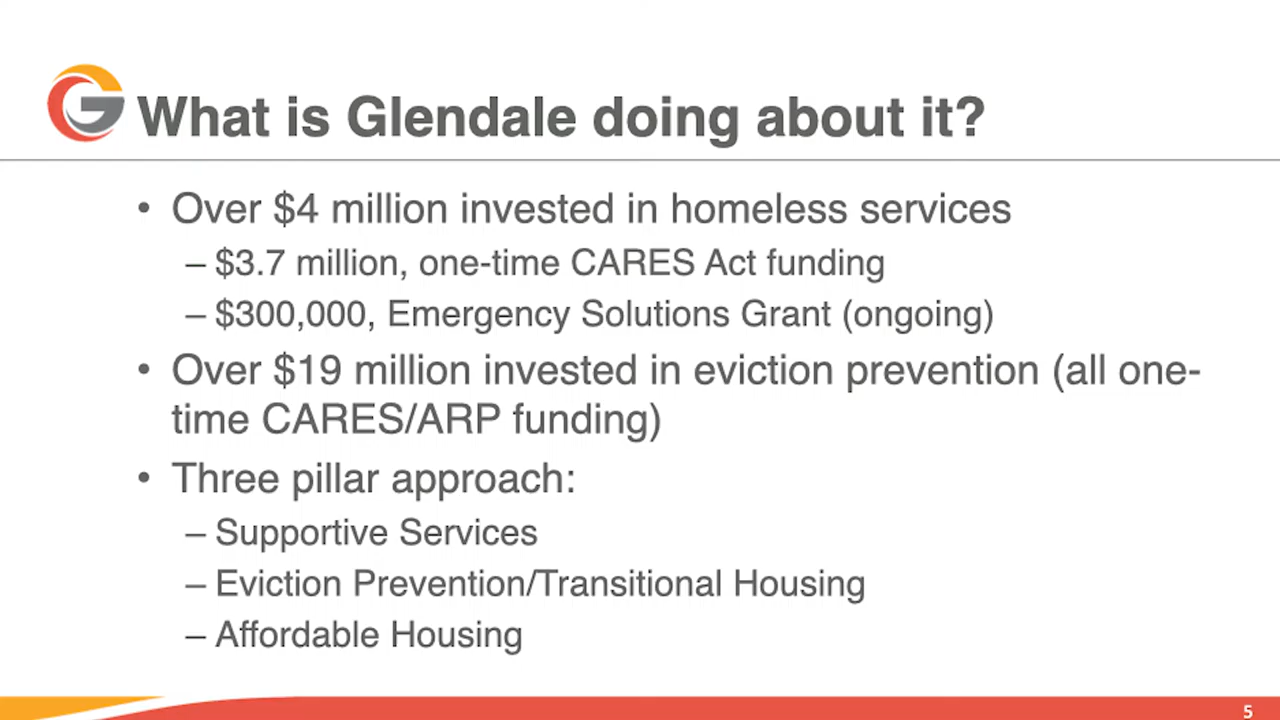 What is Glendale doing about it?
• Over $4 million invested in homeless services
– $3.7 million, one-time CARES Act funding
– $300,000, Emergency Solutions Grant (ongoing)
• Over $19 million invested in eviction prevention (all one-
time CARES/ARP funding)
• Three pillar approach:
– Supportive Services
– Eviction Prevention/Transitional Housing
– Affordable Housing
5